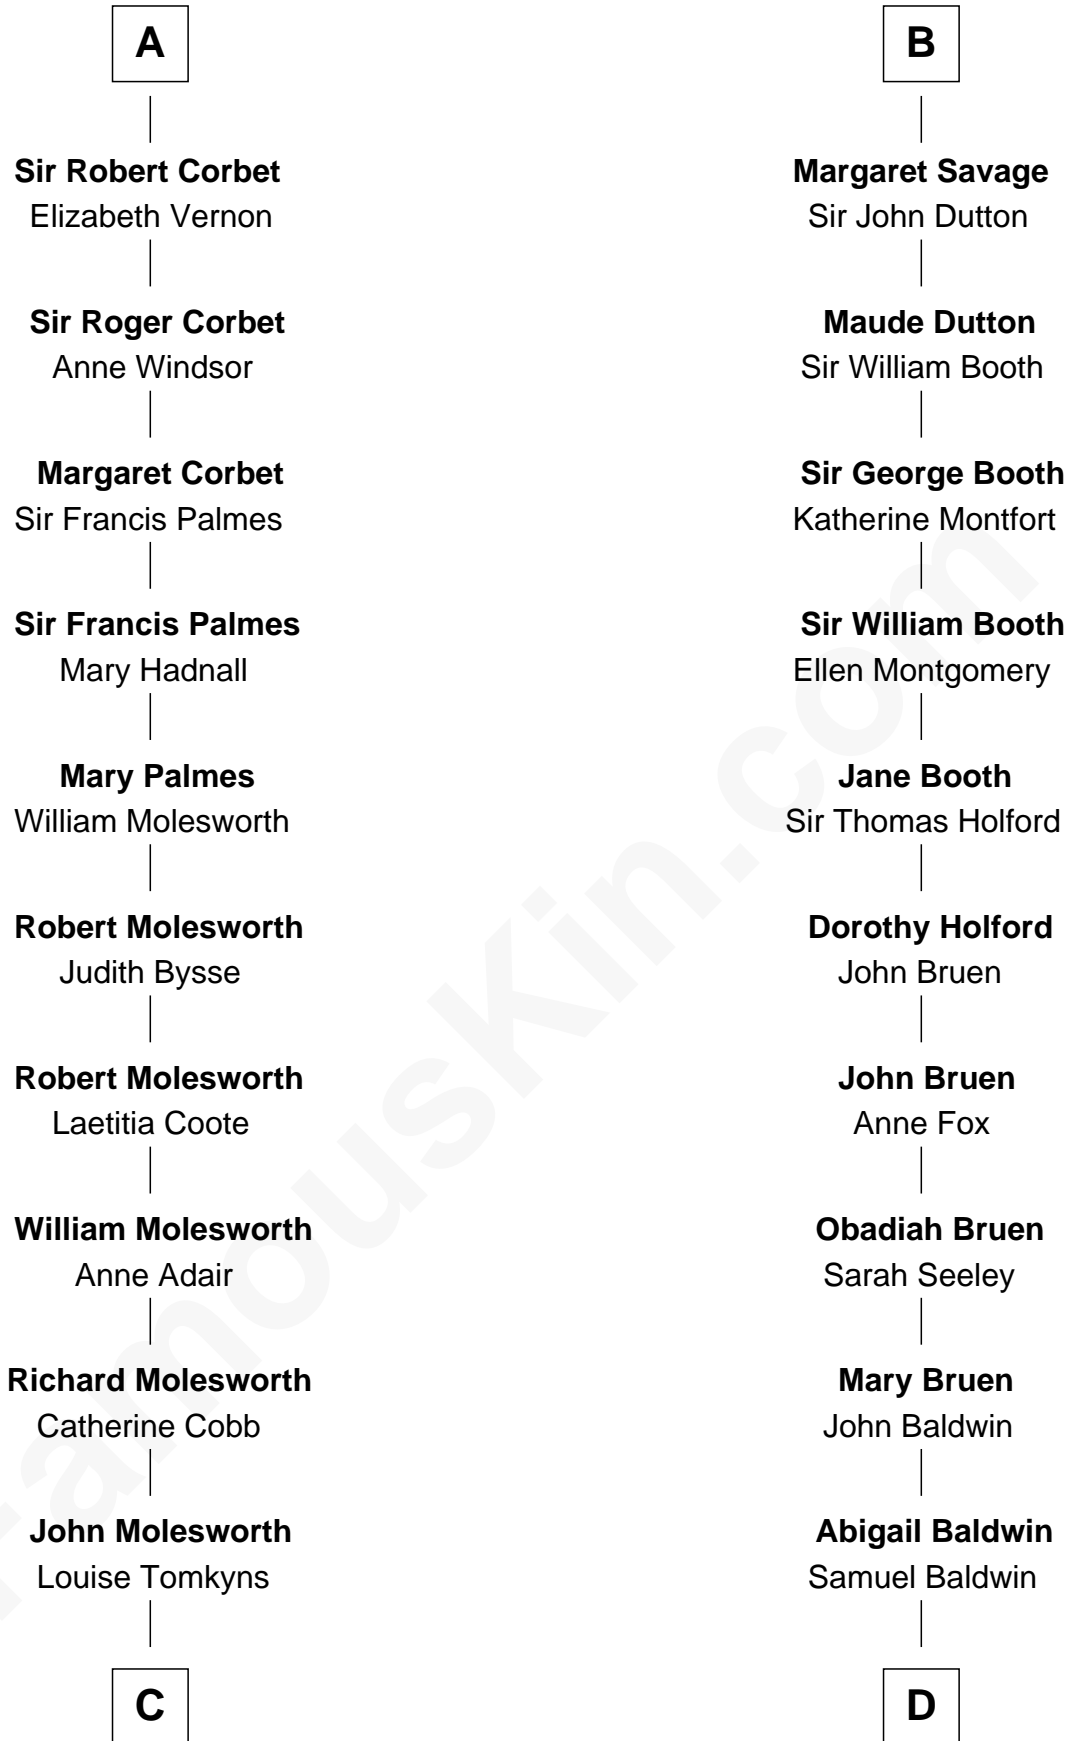 A
Sir Robert Corbet
Elizabeth Vernon
Sir Roger Corbet
Anne Windsor
Margaret Corbet
Sir Francis Palmes
Sir Francis Palmes
Mary Hadnall
Mary Palmes
William Molesworth
Robert Molesworth
Judith Bysse
Robert Molesworth
Laetitia Coote
William Molesworth
Anne Adair
Richard Molesworth
Catherine Cobb
John Molesworth
Louise Tomkyns
C
B
Margaret Savage
Sir John Dutton
Maude Dutton
Sir William Booth
Sir George Booth
Katherine Montfort
Sir William Booth
Ellen Montgomery
Jane Booth
Sir Thomas Holford
Dorothy Holford
John Bruen
John Bruen
Anne Fox
Obadiah Bruen
Sarah Seeley
Mary Bruen
John Baldwin
Abigail Baldwin
Samuel Baldwin
D
FamousKin.com